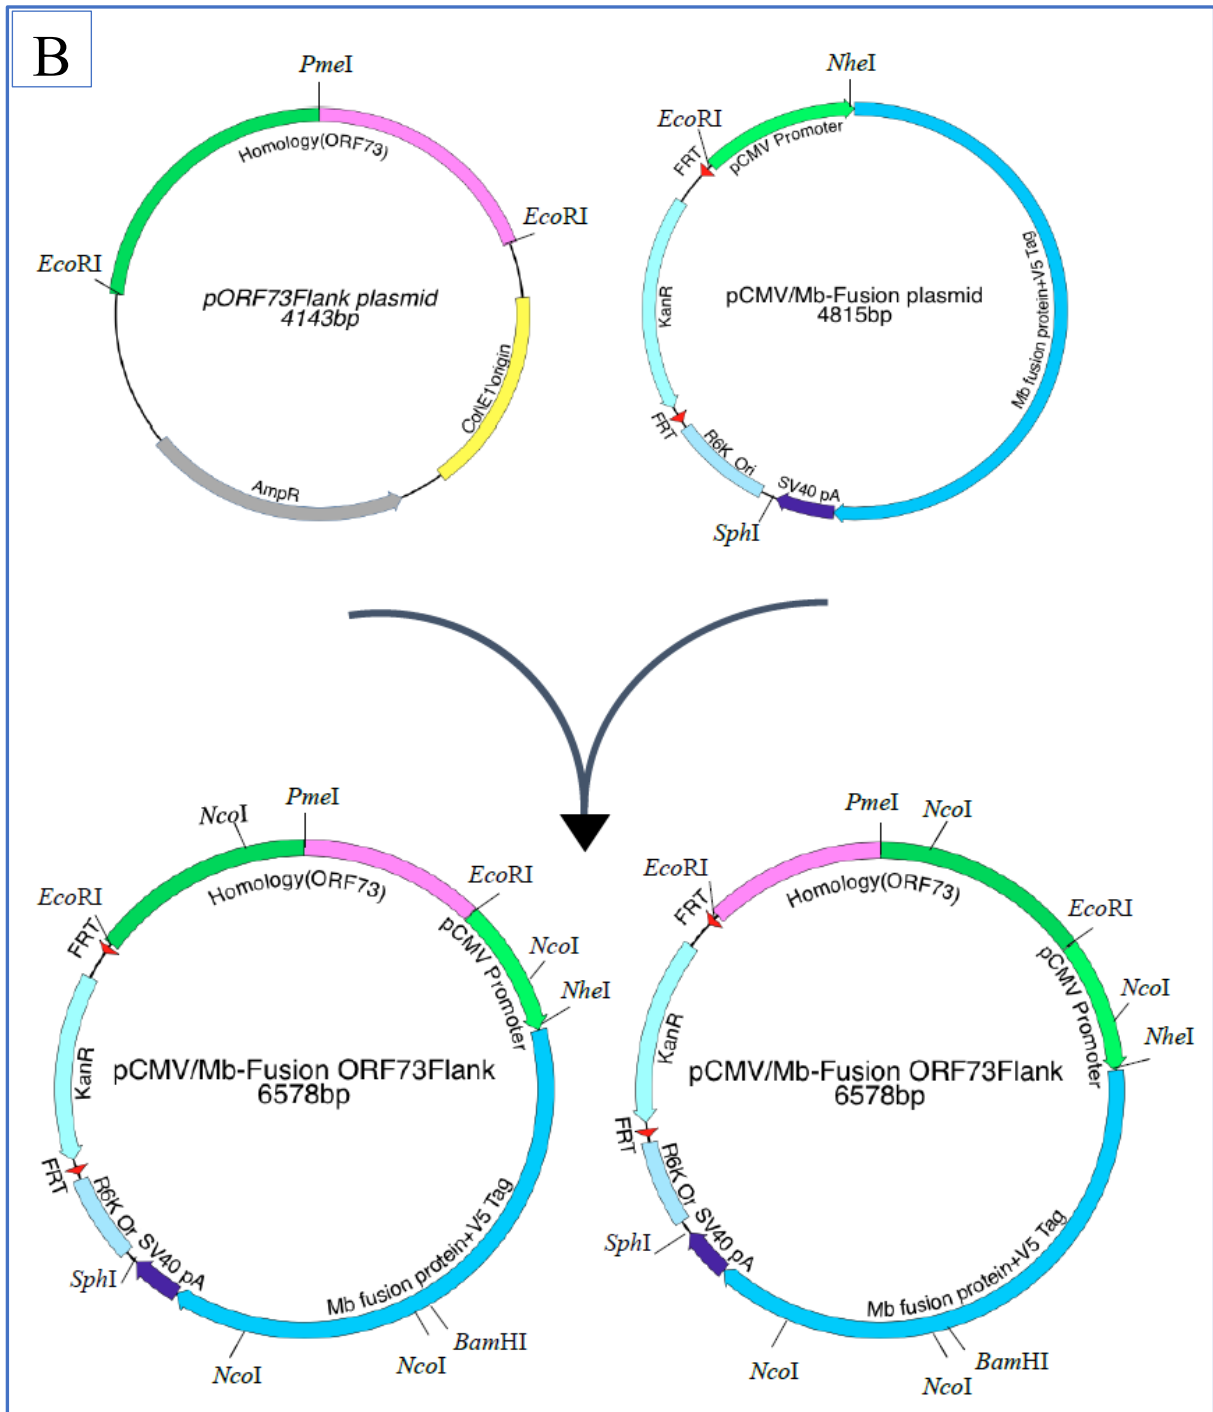 B
PmeI
Homology(ORF73)
EcoRI
EcoRI
pORF73Flank plasmid
4143bp
Col\E1\origin
AmpR
NheI
EcoRI
FRT
pCMV Promoter
KanR
pCMV/Mb-Fusion plasmid
4815bp
Mb fusion protein+V5 Tag
FRT
R6K Ori
SV40 pA
SphI
PmeI
NcoI
Homology(ORF73)
EcoRI
EcoRI
FRT
pCMV Promoter
NcoI
NheI
KanR
pCMV/Mb-Fusion ORF73Flank
6578bp
FRT
R6K Or
SV40 pA
Mb fusion protein+V5 Tag
SphI
BamHI
NcoI
NcoI
PmeI
NcoI
EcoRI
Homology(ORF73)
FRT
EcoRI
pCMV Promoter
NcoI
NheI
KanR
pCMV/Mb-Fusion ORF73Flank
6578bp
FRT
R6K Or
SV40 pA
Mb fusion protein+V5 Tag
SphI
BamHI
NcoI
NcoI